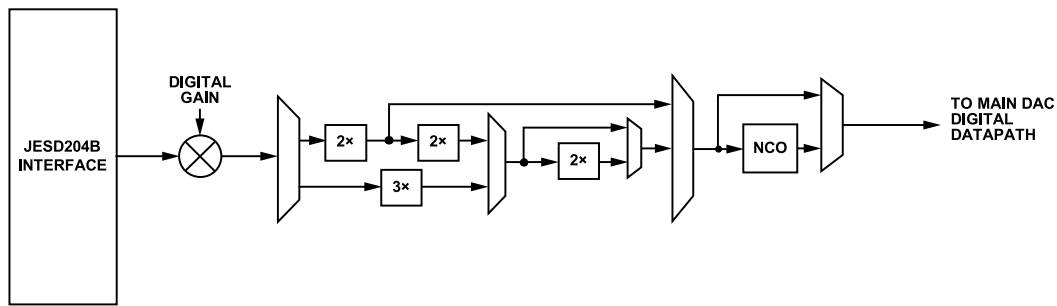 JESD204B
INTERFACE
DIGITAL
GAIN
2×
2×
3×
2×
NCO
TO MAIN DAC
DIGITAL
DATAPATH